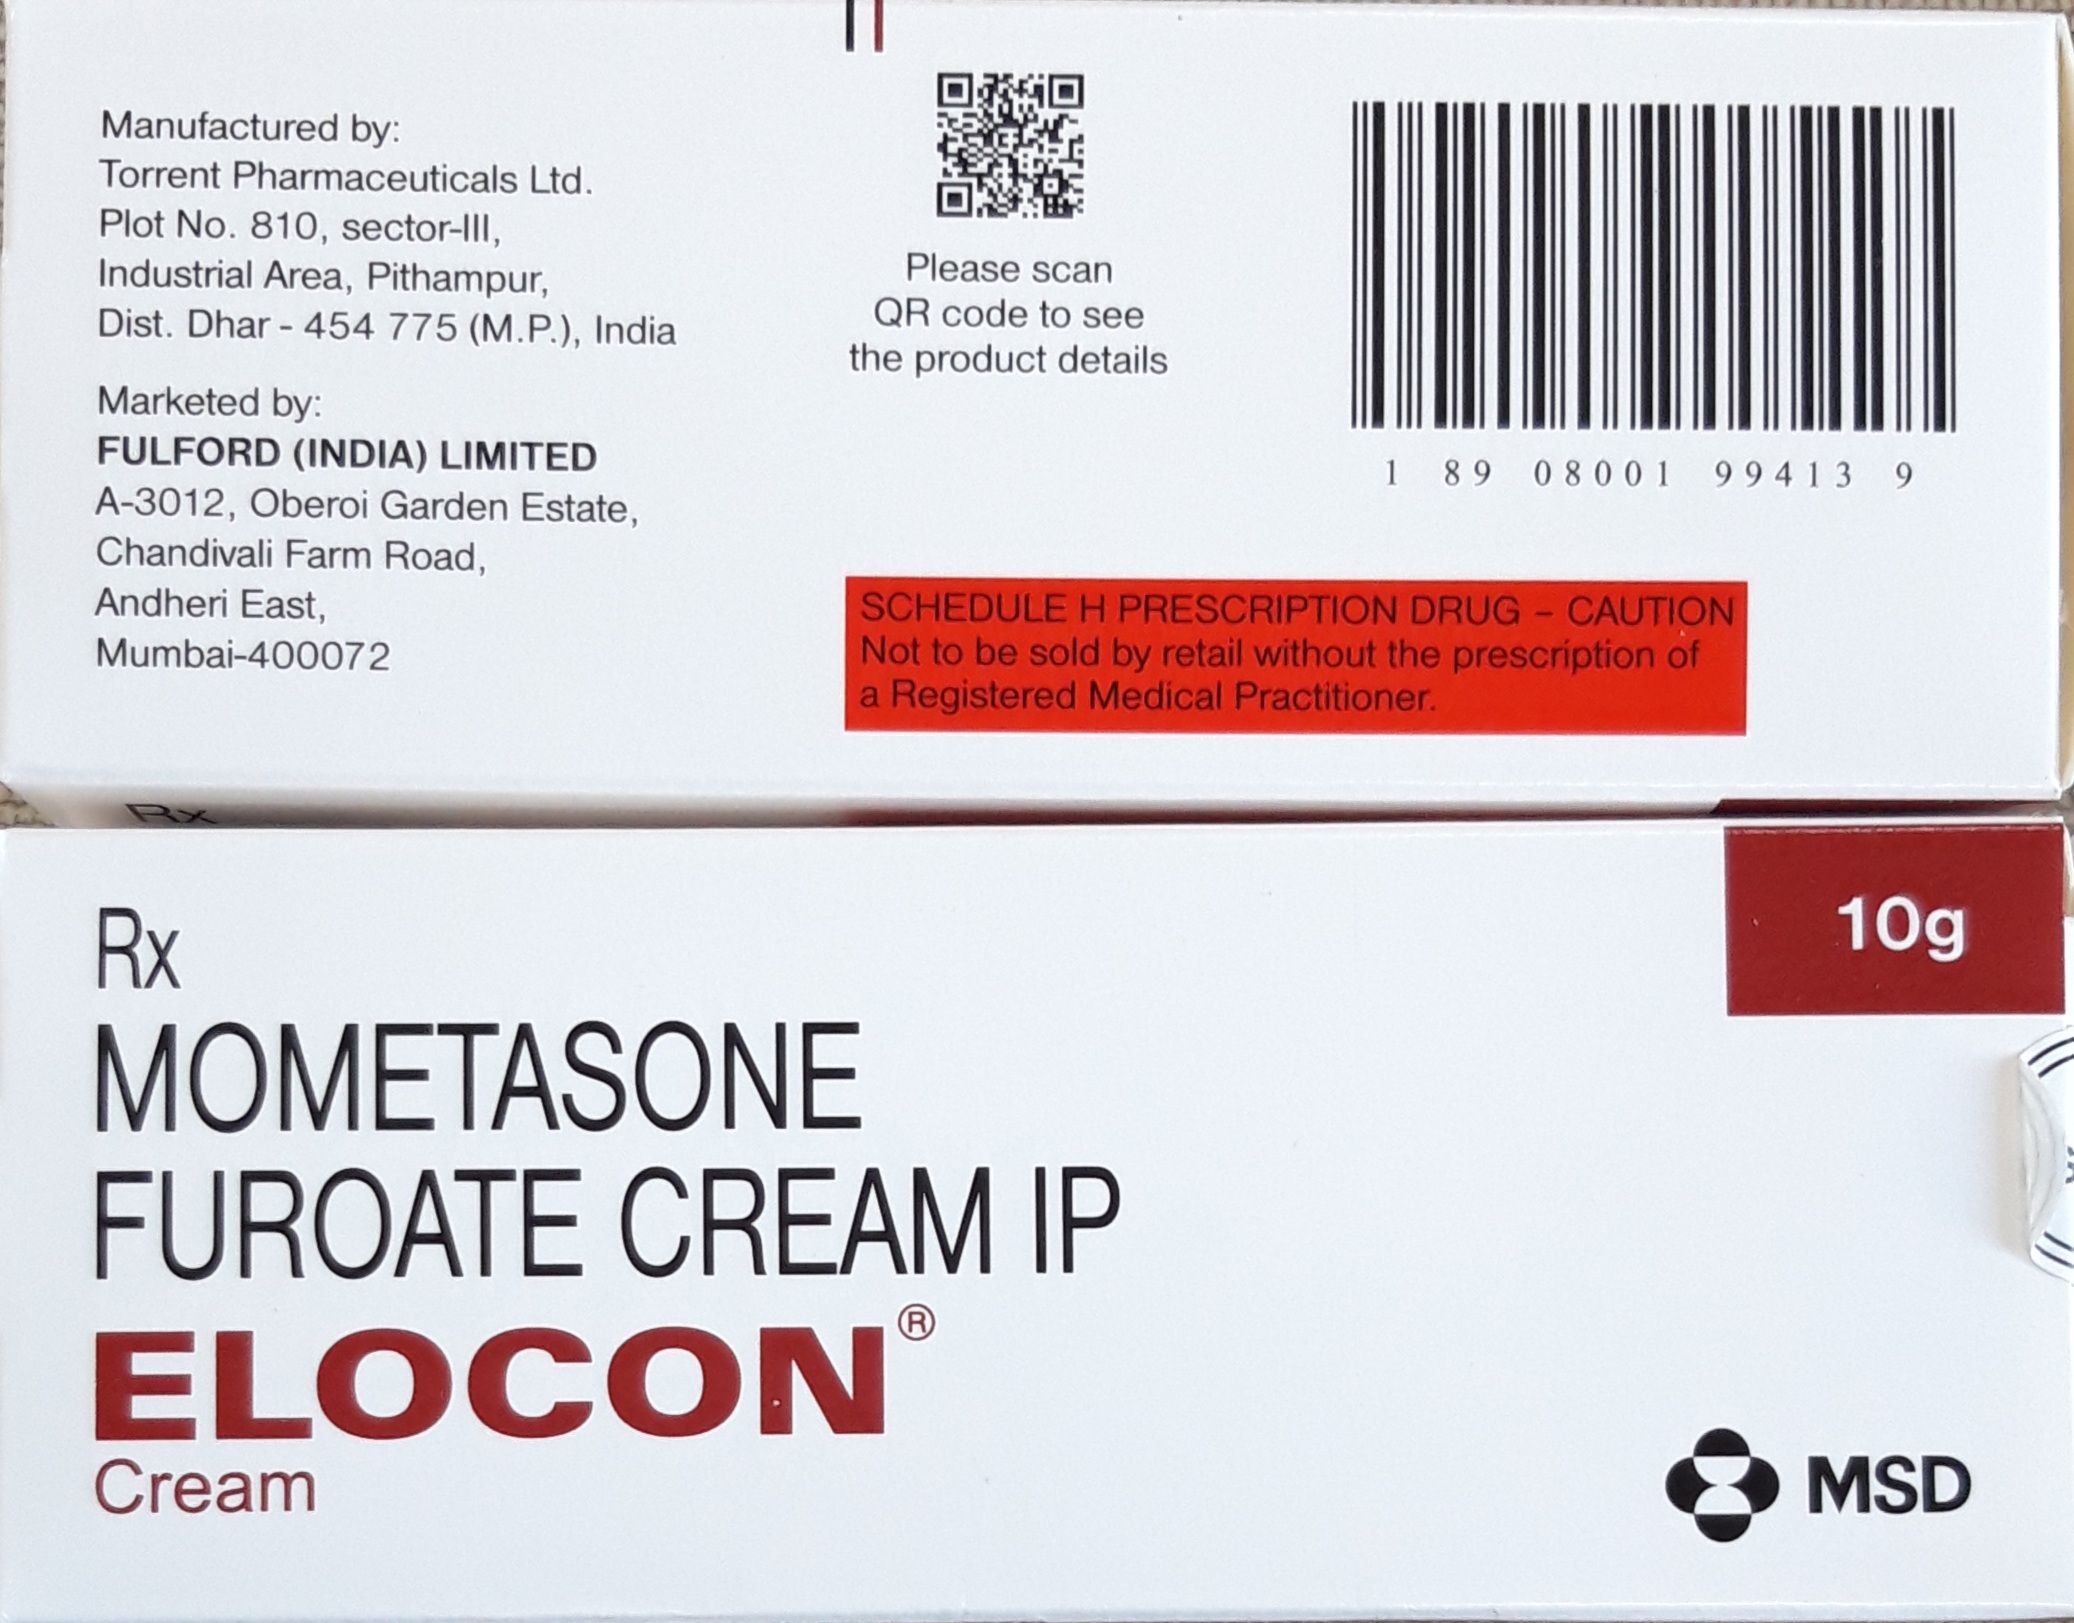 Manufactured by:
Torrent Pharmaceuticals Ltd.
Plot No. 810, sector-III,
Industrial Area, Pithampur,
Dist. Dhar - 454 775 (M.P.), India
Marketed by:
FULFORD (INDIA) LIMITED
A-3012, Oberoi Garden Estate,
Chandivali Farm Road,
Andheri East,
Mumbai-400072
Please scan
QR code to see
the product details
1 89 08001 99413 9
SCHEDULE H PRESCRIPTION DRUG – CAUTION
Not to be sold by retail without the prescription of
a Registered Medical Practitioner.
Rx
10g
Rx
MOMETASONE
FUROATE CREAM IP
ELOCON®
Cream
MSD